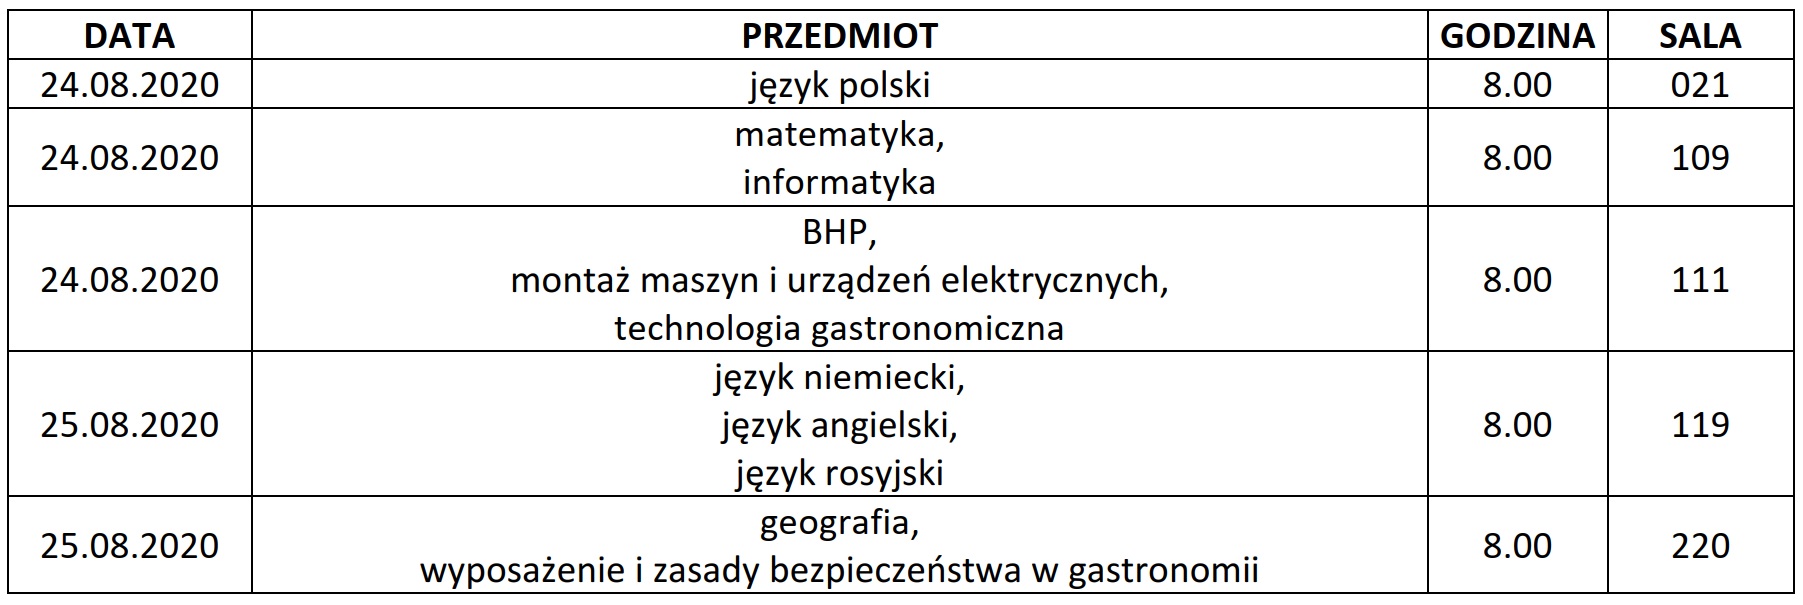 DATA PRZEDMIOT GODZINA SALA
24.08.2020 język polski 8.00 021
24.08.2020 matematyka, 8.00 109
informatyka
24.08.2020 BHP, 8.00 111
montaż maszyn i urządzeń elektrycznych,
technologia gastronomiczna
25.08.2020 język niemiecki, 8.00 119
język angielski,
język rosyjski
25.08.2020 geografia, 8.00 220
wyposażenie i zasady bezpieczeństwa w gastronomii